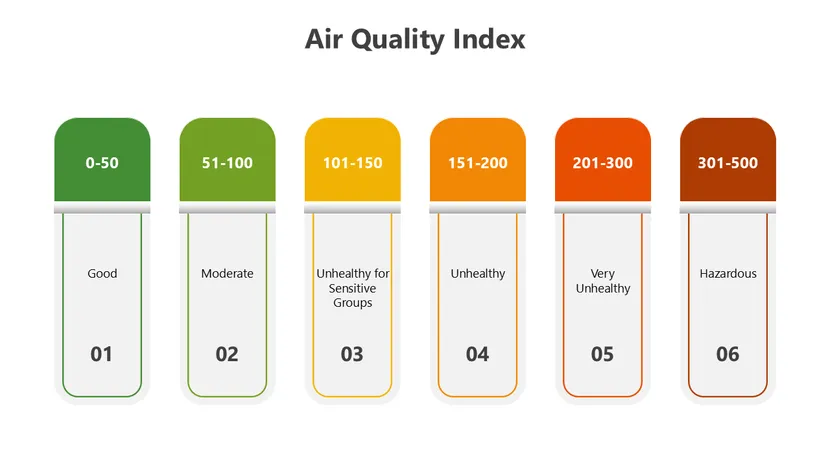 Air Quality Index
0-50
51-100
101-150
151-200
201-300
301-500
Good
Moderate
Unhealthy for
Sensitive
Groups
Unhealthy
Very
Unhealthy
Hazardous
01
02
03
04
05
06